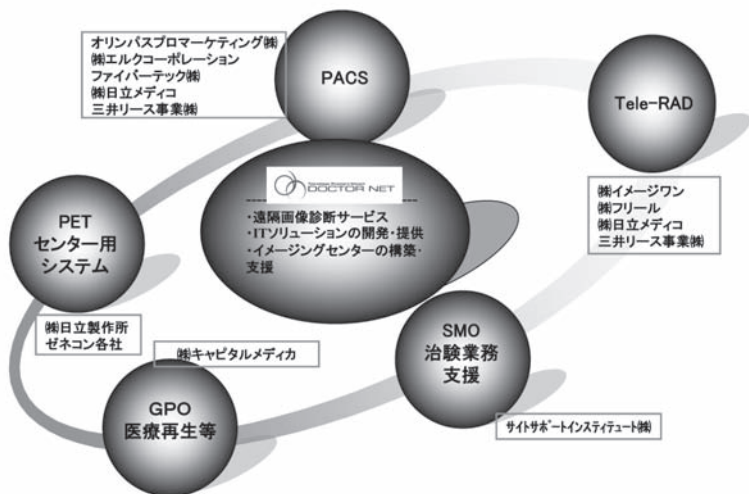 オリンパスプロマーケティング㈱
㈱エルクコーポレーション
ファイバーテック㈱
㈱日立メディコ
三井リース事業㈱
PACS
Tele-RAD
㈱イメージワン
㈱フリール
㈱日立メディコ
三井リース事業㈱
DOCTOR NET
・遠隔画像診断サービス
・ITソリューションの開発・提供
・イメージングセンターの構築・
支援
PET
センター用
システム
㈱日立製作所
ゼネコン各社
㈱キャピタルメディカ
GPO
医療再生等
SMO
治験業務
支援
サイトサポートインスティテュート㈱